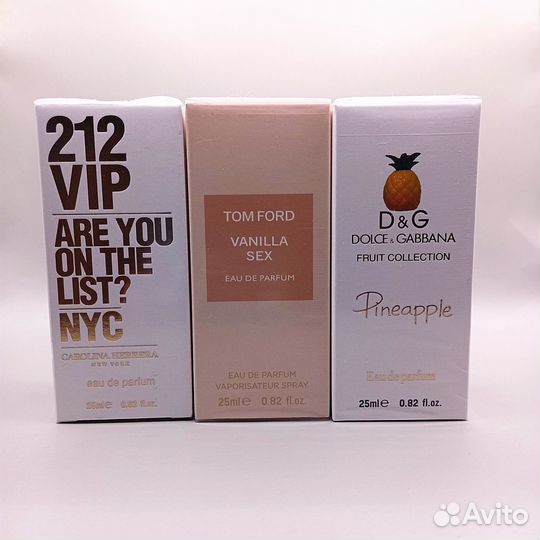 212
VIP
ARE YOU
ON THE
LIST?
NYC
CAROLINA HERRERA
NEW YORK
eau de parfum
25ml e 0.82 fl.oz.
TOM FORD
VANILLA
SEX
EAU DE PARFUM
EAU DE PARFUM
VAPORISATEUR SPRAY
25ml e 0.82 fl.oz.
D&G
DOLCE & GABBANA
FRUIT COLLECTION
Pineapple
Eau de parfum
25ml e 0.82 fl.oz.
Avito